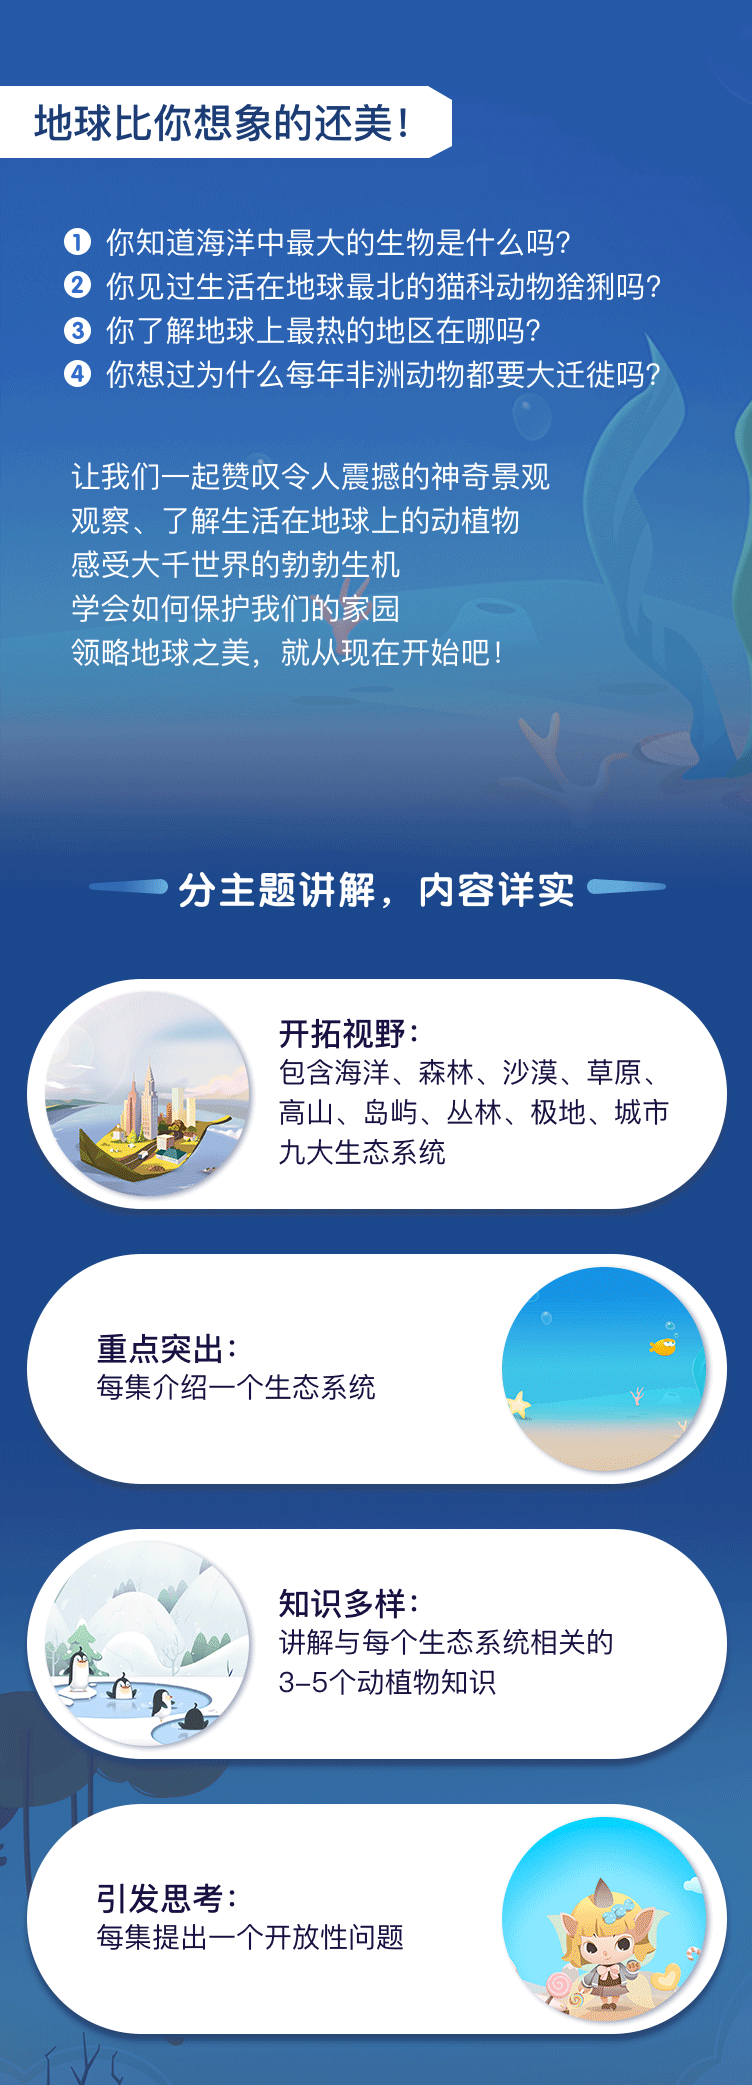 地球比你想象的还美！
1 你知道海洋中最大的生物是什么吗？
2 你见过生活在地球最北的猫科动物猞猁吗？
3 你了解地球上最热的地区在哪吗？
4 你想过为什么每年非洲动物都要大迁徙吗？
让我们一起赞叹令人震撼的神奇景观
观察、了解生活在地球上的动植物
感受大千世界的勃勃生机
学会如何保护我们的家园
领略地球之美，就从现在开始吧！
分主题讲解，内容详实
开拓视野：
包含海洋、森林、沙漠、草原、
高山、岛屿、丛林、极地、城市
九大生态系统
重点突出：
每集介绍一个生态系统
知识多样：
讲解与每个生态系统相关的
3-5个动植物知识
引发思考：
每集提出一个开放性问题